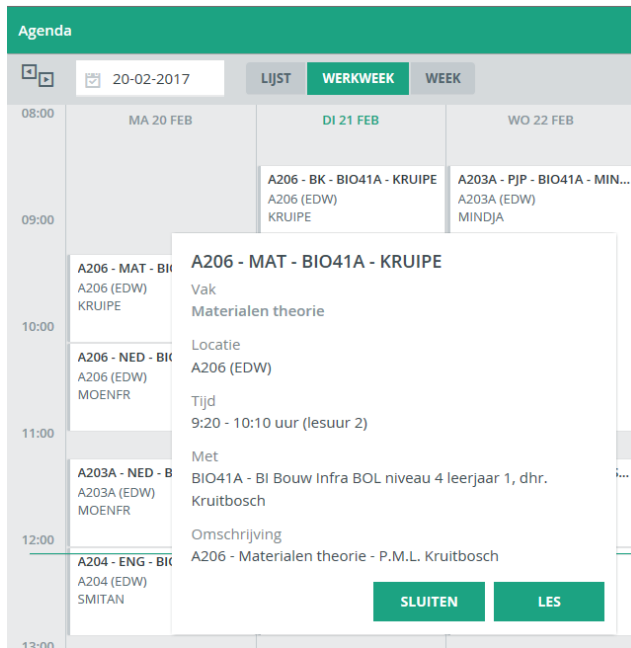 Agenda
20-02-2017
LIJST
WERKWEEK
WEEK
08:00
MA 20 FEB
DI 21 FEB
WO 22 FEB
A206 - BK - BIO41A - KRUIPE
A206 (EDW)
KRUIPE
A203A - PJP - BIO41A - MIN...
A203A (EDW)
MINDJA
09:00
A206 - MAT - BI
A206 (EDW)
KRUIPE
10:00
A206 - NED - BI
A206 (EDW)
MOENFR
11:00
A203A - NED - B
A203A (EDW)
MOENFR
12:00
A204 - ENG - BI
A204 (EDW)
SMITAN
13:00
A206 - MAT - BIO41A - KRUIPE
Vak
Materialen theorie
Locatie
A206 (EDW)
Tijd
9:20 - 10:10 uur (lesuur 2)
Met
BIO41A - BI Bouw Infra BOL niveau 4 leerjaar 1, dhr.
Kruitbosch
Omschrijving
A206 - Materialen theorie - P.M.L. Kruitbosch
SLUITEN
LES